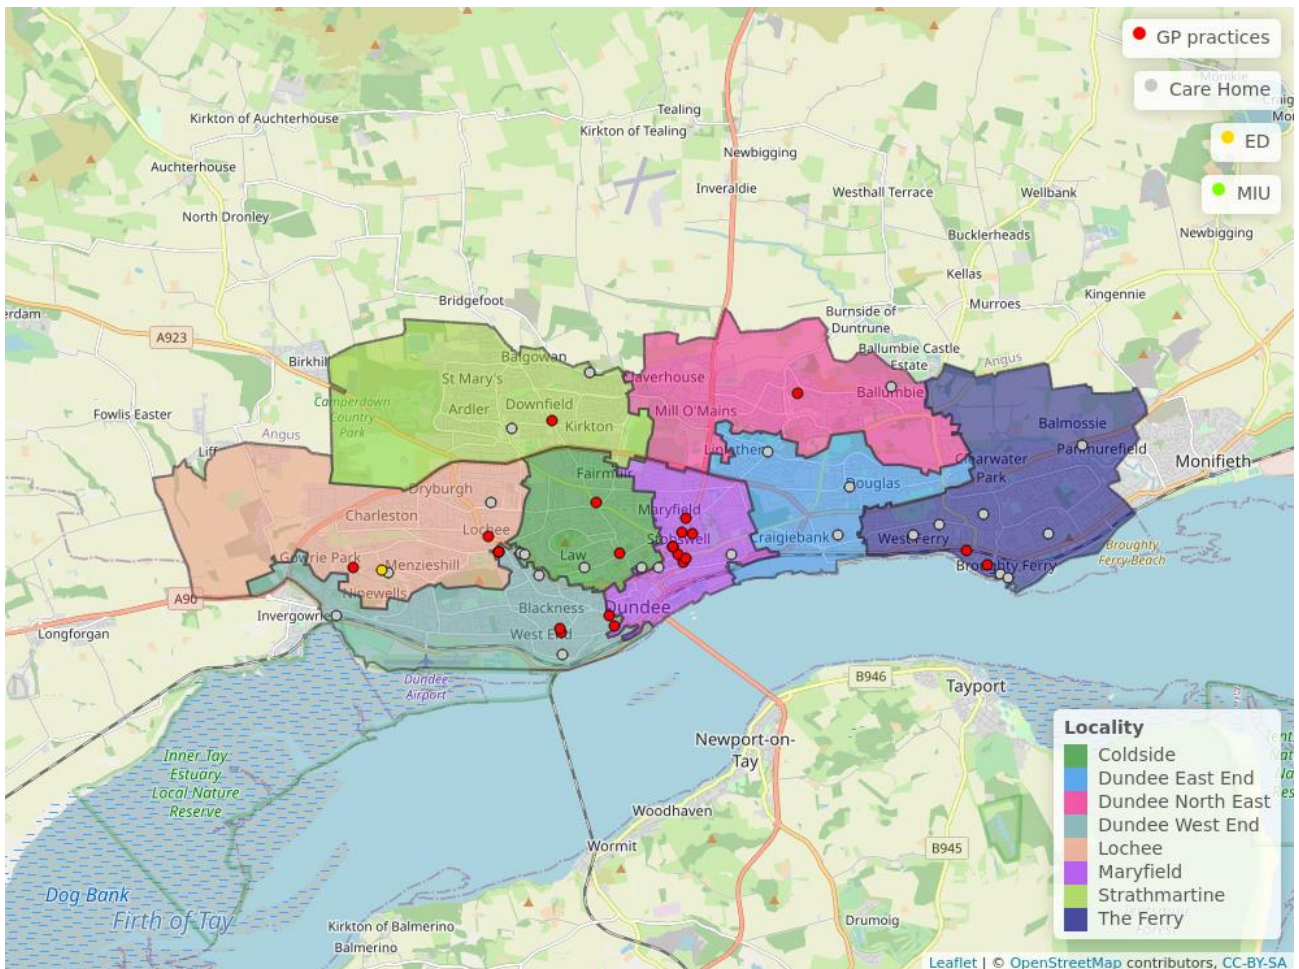 GP practices
Care Home
ED
MIU
Tealing
Kirkton of Auchterhouse
Kirkton of Tealing
Newbigging
Auchterhouse
Inveraldie
Westhall Terrace
Wellbank
North Dronley
Bucklerheads
Newbigging
Kellas
Kingennie
Bridgefoot
Murroes
Burnside of
Duntrune
A923
Birkhill
Balgowan
Ballumbie Castle
Estate
Angus
St Mary's
Claverhouse
Ballumbie
Camperdown
Country
Park
Ardler
Downfield
Mill O'Mains
Fowlis Easter
Kirkton
Balmossie
Angus
Liff
Linlathen
Panmurefield
Monifieth
Clearwater
Park
Fairmuir
Dryburgh
Douglas
Charleston
Maryfield
Lochee
Stobswell
Craigiebank
West Ferry
Broughty
Ferry Beach
Gowrie Park
Menzieshill
Law
Broughty Ferry
Ninewells
A90
Blackness
Dundee
Invergowrie
Longforgan
West End
Dundee
Airport
B946
Tayport
Newport-on-
Tay
Inner Tay
Estuary
Local Nature
Reserve
Woodhaven
Wormit
B945
Dog Bank
Firth of Tay
Kirkton of Balmerino
Balmerino
Drumoig
Locality
Coldside
Dundee East End
Dundee North East
Dundee West End
Lochee
Maryfield
Strathmartine
The Ferry
Leaflet | © OpenStreetMap contributors, CC-BY-SA